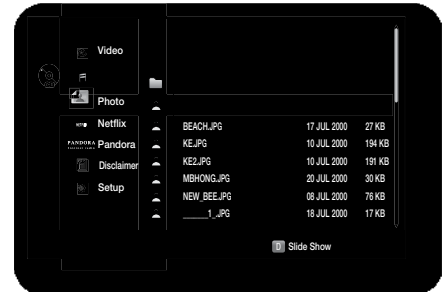 Video
Photo
Netflix
PANDORA Pandora
Disclaimer
Setup
BEACH.JPG 17 JUL 2000 27 KB
KE.JPG 10 JUL 2000 194 KB
KE2.JPG 10 JUL 2000 191 KB
MBHONG.JPG 20 JUL 2000 30 KB
NEW_BEE.JPG 08 JUL 2000 76 KB
______1_.JPG 18 JUL 2000 17 KB
D Slide Show